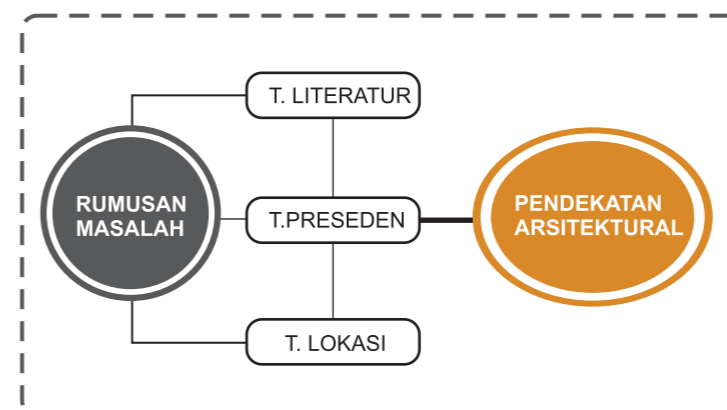 T. LITERATUR
RUMUSAN
MASALAH
T.PRESEDEN
PENDEKATAN
ARSITEKTURAL
T. LOKASI